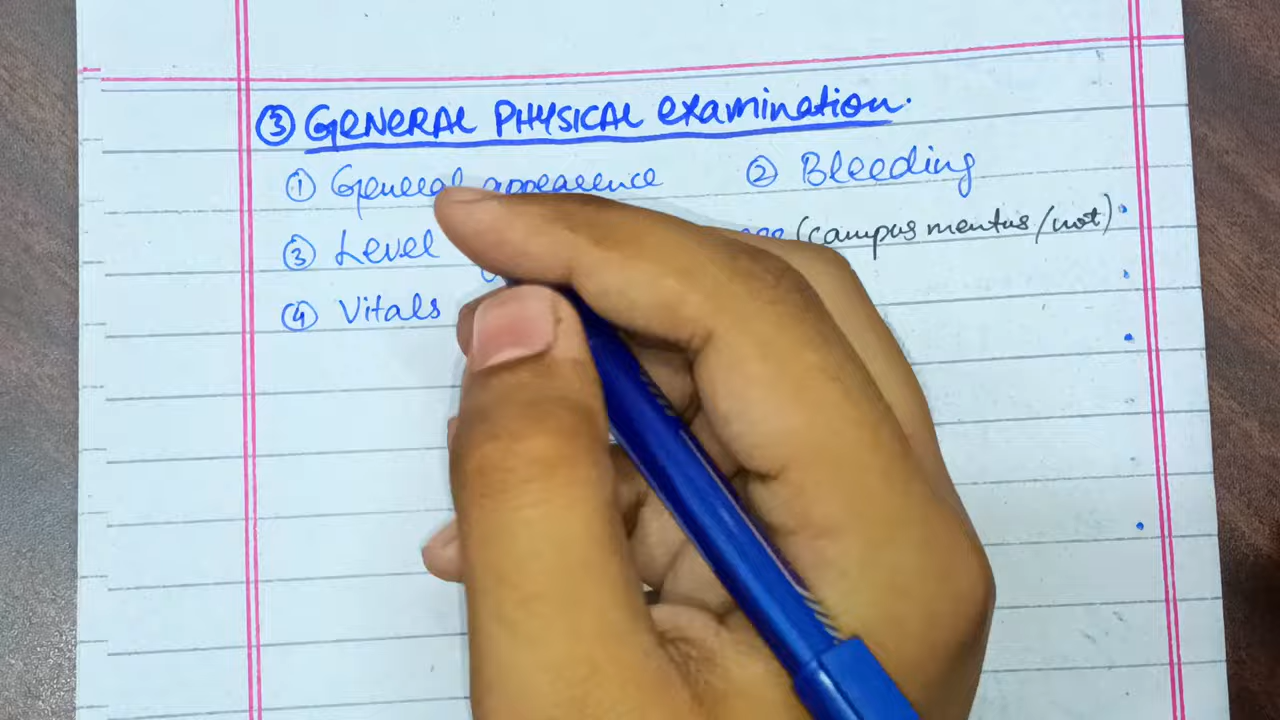 ③ GENERAL PHYSICAL examination.
① General appearence ② Bleeding
③ Level (campus mentus/not)
④ Vitals